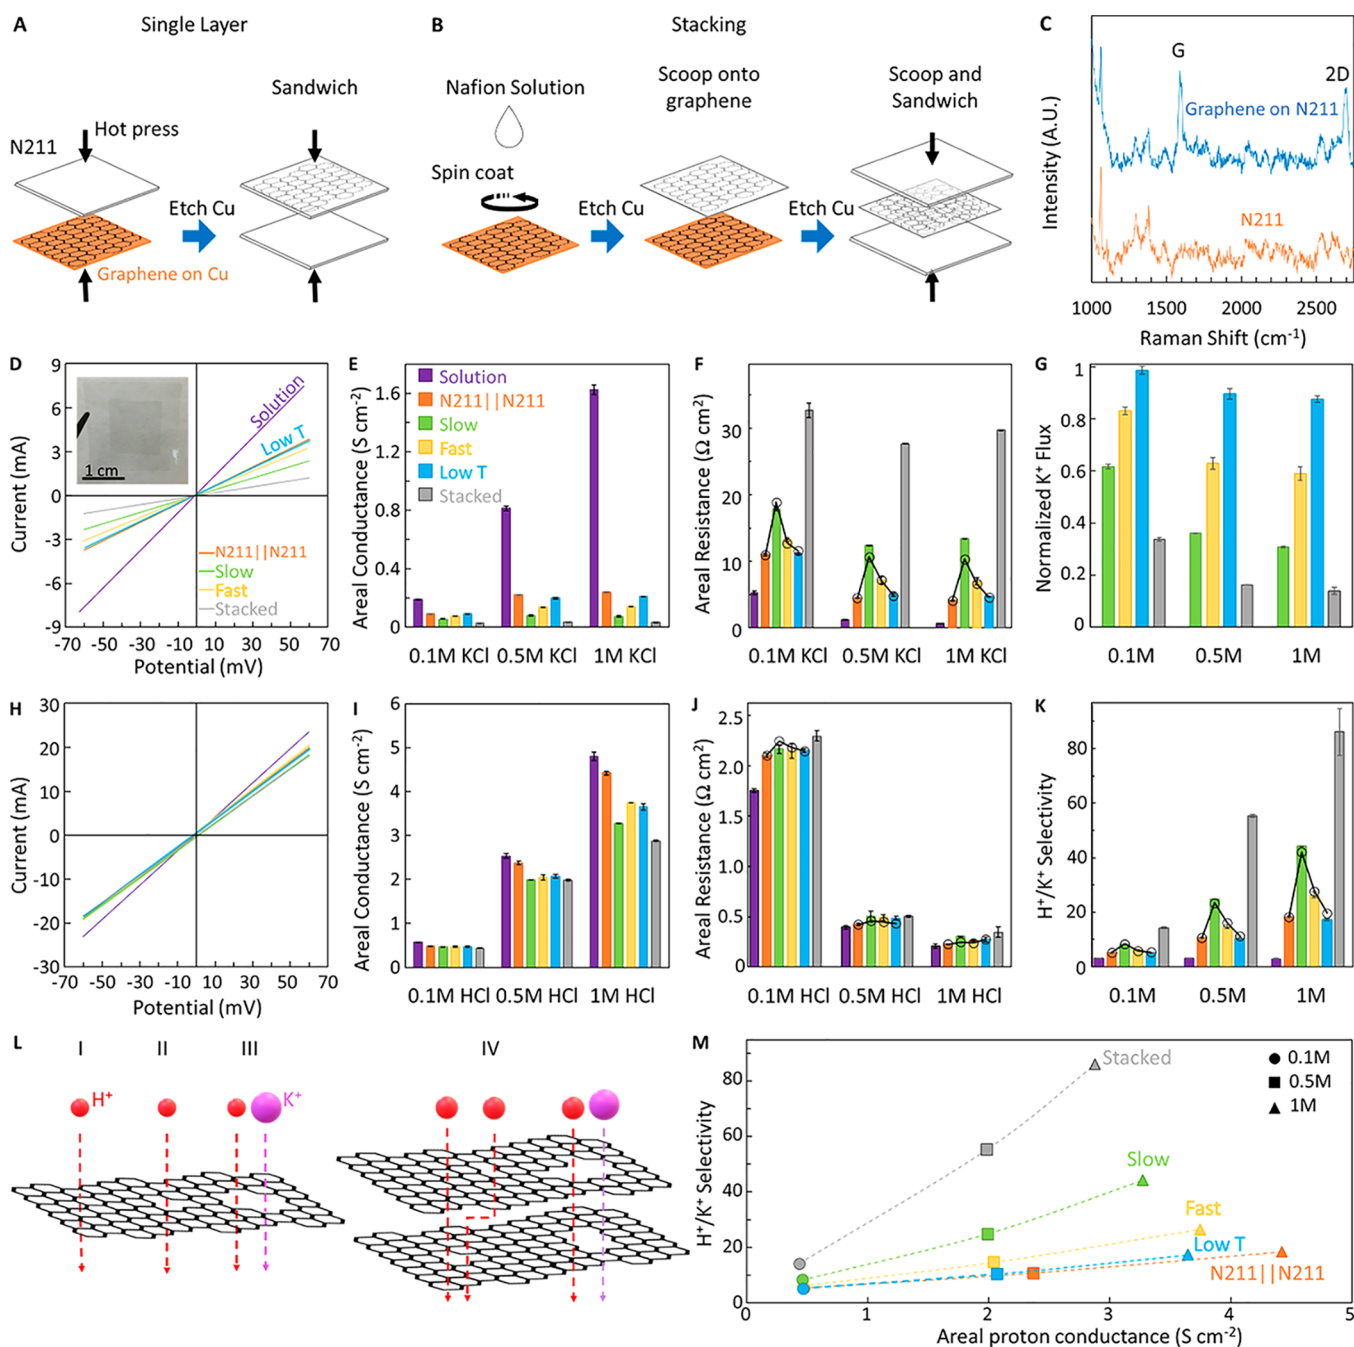 A
Single Layer
N211
Hot press
Graphene on Cu
Etch Cu
Sandwich
B
Stacking
Nafion Solution
Spin coat
Etch Cu
Scoop onto
graphene
Etch Cu
Scoop and
Sandwich
C
Intensity (A.U.)
G
2D
Graphene on N211
N211
1000 1500 2000 2500
Raman Shift (cm⁻¹)
D
Current (mA)
9
6
3
0
-3
-6
-9
1 cm
Solution
Low T
N211||N211
Slow
Fast
Stacked
-70 -50 -30 -10 10 30 50 70
Potential (mV)
E
Areal Conductance (S cm⁻²)
1.6
1.2
0.8
0.4
0
Solution
N211||N211
Slow
Fast
Low T
Stacked
0.1M KCl 0.5M KCl 1M KCl
F
Areal Resistance (Ω cm²)
30
20
10
0
0.1M KCl 0.5M KCl 1M KCl
G
Normalized K⁺ Flux
1
0.8
0.6
0.4
0.2
0
0.1M 0.5M 1M
H
Current (mA)
30
20
10
0
-10
-20
-30
-70 -50 -30 -10 10 30 50 70
Potential (mV)
I
Areal Conductance (S cm⁻²)
6
5
4
3
2
1
0
0.1M HCl 0.5M HCl 1M HCl
J
Areal Resistance (Ω cm²)
2.5
2.0
1.5
1.0
0.5
0
0.1M HCl 0.5M HCl 1M HCl
K
H⁺/K⁺ Selectivity
80
60
40
20
0
0.1M 0.5M 1M
L
I II III IV
H⁺ K⁺
M
H⁺/K⁺ Selectivity
80
60
40
20
0
Stacked
Slow
Fast
Low T
N211||N211
0.1M
0.5M
1M
0 1 2 3 4 5
Areal proton conductance (S cm⁻²)